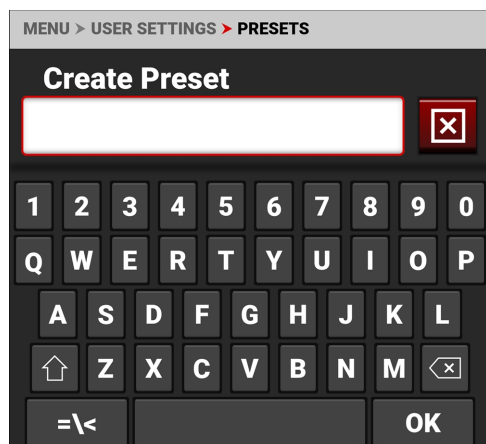 MENU > USER SETTINGS > PRESETS
Create Preset
1 2 3 4 5 6 7 8 9 0
Q W E R T Y U I O P
A S D F G H J K L
Z X C V B N M
=\< OK